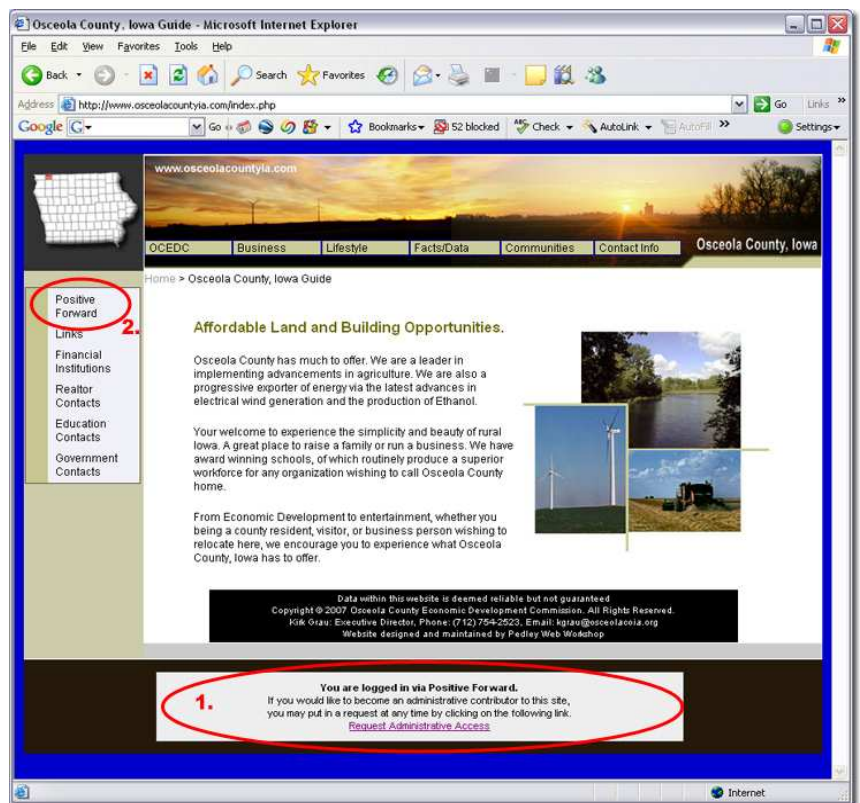 Osceola County, Iowa Guide - Microsoft Internet Explorer
File Edit View Favorites Tools Help
Back Search Favorites
Address http://www.osceolacountyia.com/index.php Go Links »
Google G Go Bookmarks 52 blocked ABC Check AutoLink AutoFill » Settings
www.osceolacountyia.com
OCEDC Business Lifestyle Facts/Data Communities Contact Info Osceola County, Iowa
Home > Osceola County, Iowa Guide
Positive
Forward
2.
Links
Financial
Institutions
Realtor
Contacts
Education
Contacts
Government
Contacts
Affordable Land and Building Opportunities.
Osceola County has much to offer. We are a leader in
implementing advancements in agriculture. We are also a
progressive exporter of energy via the latest advances in
electrical wind generation and the production of Ethanol.
Your welcome to experience the simplicity and beauty of rural
Iowa. A great place to raise a family or run a business. We have
award winning schools, of which routinely produce a superior
workforce for any organization wishing to call Osceola County
home.
From Economic Development to entertainment, whether you
being a county resident, visitor, or business person wishing to
relocate here, we encourage you to experience what Osceola
County, Iowa has to offer.
Data within this website is deemed reliable but not guaranteed
Copyright © 2007 Osceola County Economic Development Commission. All Rights Reserved.
Kirk Grau: Executive Director, Phone: (712) 754-2523, Email: kgrau@osceolacoia.org
Website designed and maintained by Pedley Web Workshop
1.
You are logged in via Positive Forward.
If you would like to become an administrative contributor to this site,
you may put in a request at any time by clicking on the following link.
Request Administrative Access
Internet